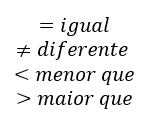 = igual
≠ diferente
< menor que
> maior que